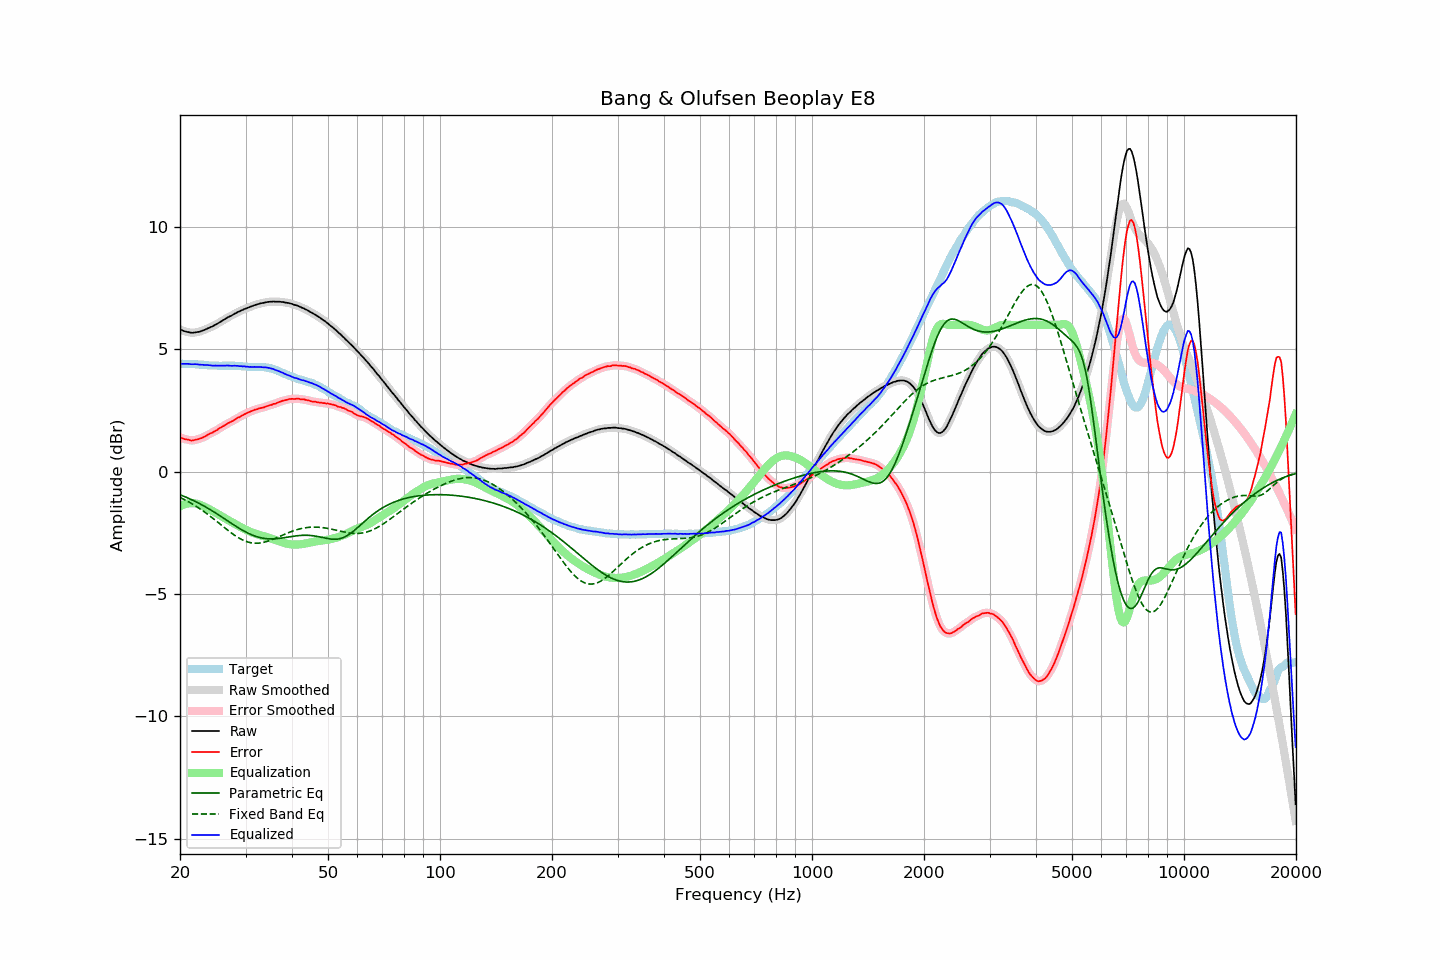 Bang & Olufsen Beoplay E8
Amplitude (dBr)
10
5
0
−5
−10
−15
Target
Raw Smoothed
Error Smoothed
Raw
Error
Equalization
Parametric Eq
Fixed Band Eq
Equalized
20 50 100 200 500 1000 2000 5000 10000 20000
Frequency (Hz)